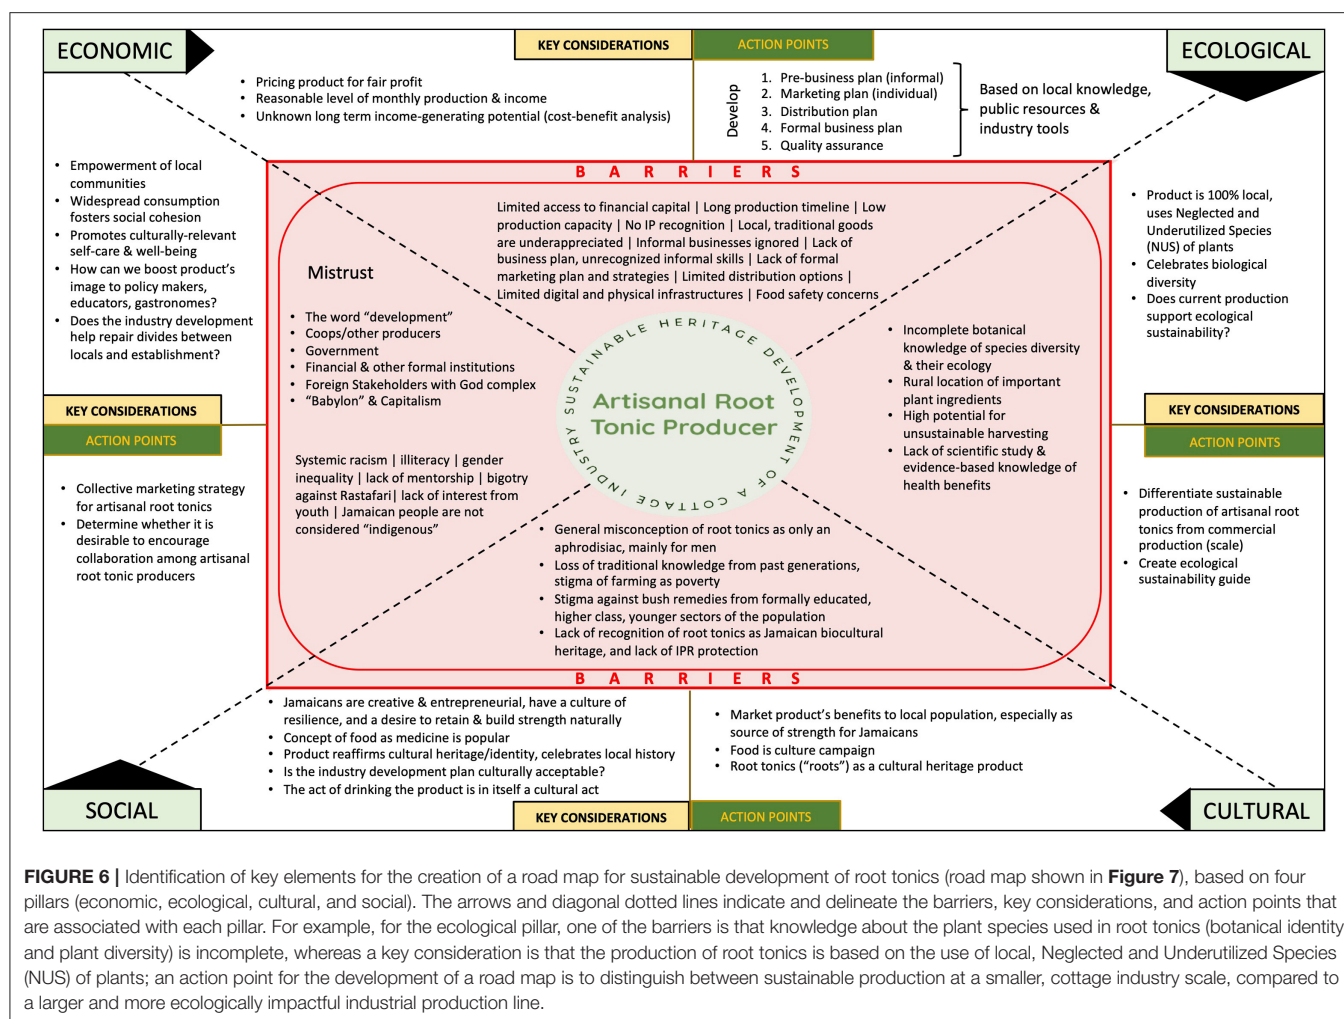 ECONOMIC
KEY CONSIDERATIONS
ACTION POINTS
ECOLOGICAL
• Pricing product for fair profit
• Reasonable level of monthly production & income
• Unknown long term income-generating potential (cost-benefit analysis)
Develop
1. Pre-business plan (informal)
2. Marketing plan (individual)
3. Distribution plan
4. Formal business plan
5. Quality assurance
Based on local knowledge,
public resources &
industry tools
• Empowerment of local
communities
• Widespread consumption
fosters social cohesion
• Promotes culturally-relevant
self-care & well-being
• How can we boost product's
image to policy makers,
educators, gastronomes?
• Does the industry development
help repair divides between
locals and establishment?
KEY CONSIDERATIONS
ACTION POINTS
• Collective marketing strategy
for artisanal root tonics
• Determine whether it is
desirable to encourage
collaboration among artisanal
root tonic producers
BARRIERS
Limited access to financial capital | Long production timeline | Low
production capacity | No IP recognition | Local, traditional goods
are underappreciated | Informal businesses ignored | Lack of
business plan, unrecognized informal skills | Lack of formal
marketing plan and strategies | Limited distribution options |
Limited digital and physical infrastructures | Food safety concerns
Mistrust
• The word "development"
• Coops/other producers
• Government
• Financial & other formal institutions
• Foreign Stakeholders with God complex
• "Babylon" & Capitalism
Systemic racism | illiteracy | gender
inequality | lack of mentorship | bigotry
against Rastafari| lack of interest from
youth | Jamaican people are not
considered "indigenous"
SUSTAINABLE HERITAGE DEVELOPMENT OF A COTTAGE INDUSTRY
Artisanal Root
Tonic Producer
• Incomplete botanical
knowledge of species diversity
& their ecology
• Rural location of important
plant ingredients
• High potential for
unsustainable harvesting
• Lack of scientific study &
evidence-based knowledge of
health benefits
• General misconception of root tonics as only an
aphrodisiac, mainly for men
• Loss of traditional knowledge from past generations,
stigma of farming as poverty
• Stigma against bush remedies from formally educated,
higher class, younger sectors of the population
• Lack of recognition of root tonics as Jamaican biocultural
heritage, and lack of IPR protection
BARRIERS
• Product is 100% local,
uses Neglected and
Underutilized Species
(NUS) of plants
• Celebrates biological
diversity
• Does current production
support ecological
sustainability?
KEY CONSIDERATIONS
ACTION POINTS
• Differentiate sustainable
production of artisanal root
tonics from commercial
production (scale)
• Create ecological
sustainability guide
• Jamaicans are creative & entrepreneurial, have a culture of
resilience, and a desire to retain & build strength naturally
• Concept of food as medicine is popular
• Product reaffirms cultural heritage/identity, celebrates local history
• Is the industry development plan culturally acceptable?
• The act of drinking the product is in itself a cultural act
• Market product's benefits to local population, especially as
source of strength for Jamaicans
• Food is culture campaign
• Root tonics ("roots") as a cultural heritage product
SOCIAL
KEY CONSIDERATIONS
ACTION POINTS
CULTURAL
FIGURE 6 | Identification of key elements for the creation of a road map for sustainable development of root tonics (road map shown in Figure 7), based on four
pillars (economic, ecological, cultural, and social). The arrows and diagonal dotted lines indicate and delineate the barriers, key considerations, and action points that
are associated with each pillar. For example, for the ecological pillar, one of the barriers is that knowledge about the plant species used in root tonics (botanical identity
and plant diversity) is incomplete, whereas a key consideration is that the production of root tonics is based on the use of local, Neglected and Underutilized Species
(NUS) of plants; an action point for the development of a road map is to distinguish between sustainable production at a smaller, cottage industry scale, compared to
a larger and more ecologically impactful industrial production line.